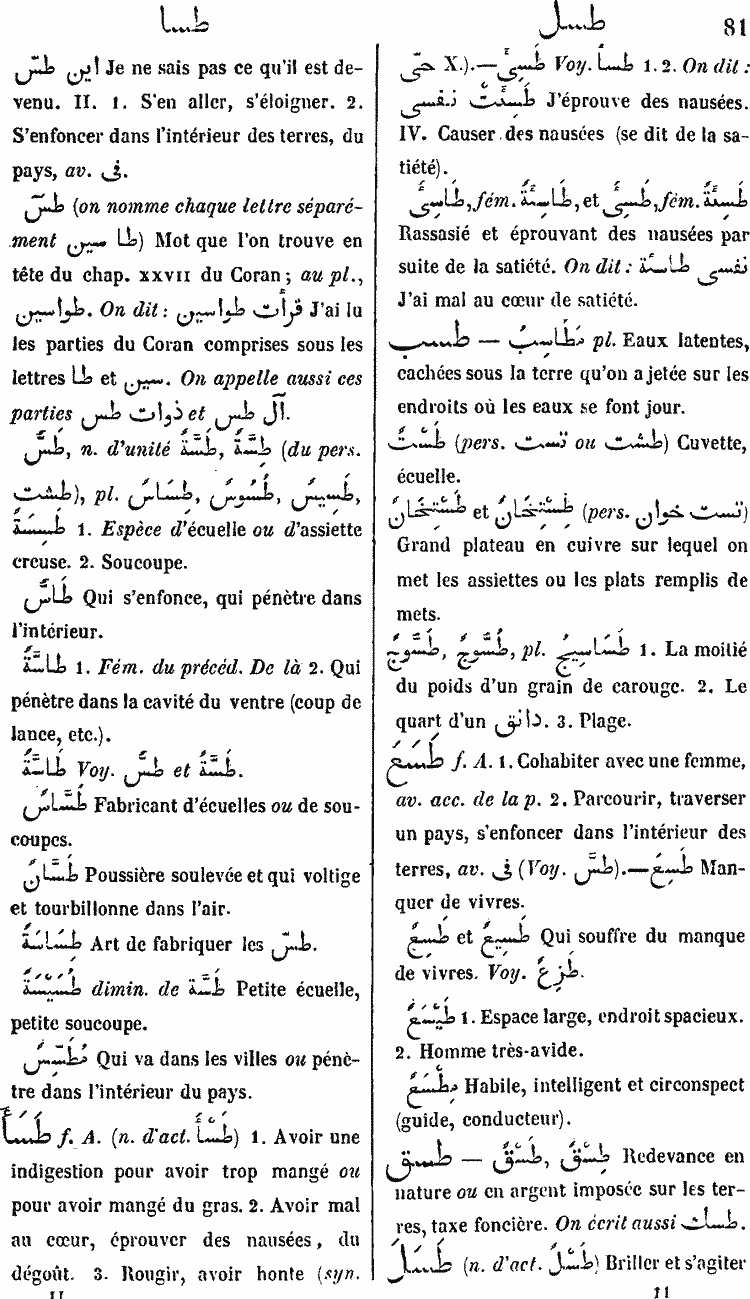 طسا
طسل
81
اين طسّ Je ne sais pas ce qu'il est de-
venu. II. 1. S'en aller, s'éloigner. 2.
S'enfoncer dans l'intérieur des terres, du
pays, av. فى.
طسّ (on nomme chaque lettre séparé-
ment طا سين) Mot que l'on trouve en
tête du chap. XXVII du Coran; au pl.,
طواسين. On dit: قرأت طواسين J'ai lu
les parties du Coran comprises sous les
lettres طا et سين. On appelle aussi ces
parties ذوات طس et آل طس.
طَسٌّ, n. d'unité طَسَّةٌ, طِسَّةٌ (du pers.
طشت), pl. طِسَاسٌ, طُسُوسٌ, طَسِيسٌ,
طِسَسَةٌ 1. Espèce d'écuelle ou d'assiette
creuse. 2. Soucoupe.
طَاسٌّ Qui s'enfonce, qui pénètre dans
l'intérieur.
طَاسَّةٌ 1. Fém. du précéd. De là 2. Qui
pénètre dans la cavité du ventre (coup de
lance, etc.).
طَاسَّةٌ Voy. طَسٌّ et طَسَّةٌ.
طَسَّاسٌ Fabricant d'écuelles ou de sou-
coupes.
طَسَّانٌ Poussière soulevée et qui voltige
et tourbillonne dans l'air.
طِسَاسَةٌ Art de fabriquer les طسّ.
طُسَيْسَةٌ dimin. de طَسَّة Petite écuelle,
petite soucoupe.
مُطَسِّسٌ Qui va dans les villes ou pénè-
tre dans l'intérieur du pays.
طَسَأَ f. A. (n. d'act. طَسْأٌ) 1. Avoir une
indigestion pour avoir trop mangé ou
pour avoir mangé du gras. 2. Avoir mal
au cœur, éprouver des nausées, du
dégoût. 3. Rougir, avoir honte (syn.
II
حى X.).—طَسِئَ Voy. طسأ 1.2. On dit:
طَسِئَتْ نفسى J'éprouve des nausées.
IV. Causer des nausées (se dit de la sa-
tiété).
طَاسِئٌ, fém. طَاسِئَةٌ, et طَسِئٌ, fém. طَسِئَةٌ
Rassasié et éprouvant des nausées par
suite de la satiété. On dit: نفسى طاسئة
J'ai mal au cœur de satiété.
طسب — مَطَاسِبُ pl. Eaux latentes,
cachées sous la terre qu'on a jetée sur les
endroits où les eaux se font jour.
طَسْتٌ (pers. تست ou طشت) Cuvette,
écuelle.
طَسْتَخَانٌ et طِسْتِخَانٌ (pers. تست خوان)
Grand plateau en cuivre sur lequel on
met les assiettes ou les plats remplis de
mets.
طَسُّوجٌ, طُسُّوجٌ, pl. طَسَاسِيجُ 1. La moitié
du poids d'un grain de carouge. 2. Le
quart d'un دانق. 3. Plage.
طَسَعَ f. A. 1. Cohabiter avec une femme,
av. acc. de la p. 2. Parcourir, traverser
un pays, s'enfoncer dans l'intérieur des
terres, av. فى (Voy. طسّ).—طَسِعَ Man-
quer de vivres.
طَسِعٌ et طَسِيعٌ Qui souffre du manque
de vivres. Voy. طَزِعٌ.
طَيْسَعٌ 1. Espace large, endroit spacieux.
2. Homme très-avide.
مِطْسَعٌ Habile, intelligent et circonspect
(guide, conducteur).
طسق — طَسْقٌ, طِسْقٌ Redevance en
nature ou en argent imposée sur les ter-
res, taxe foncière. On écrit aussi طسك.
طَسَلَ (n. d'act. طَسْلٌ) Briller et s'agiter
11